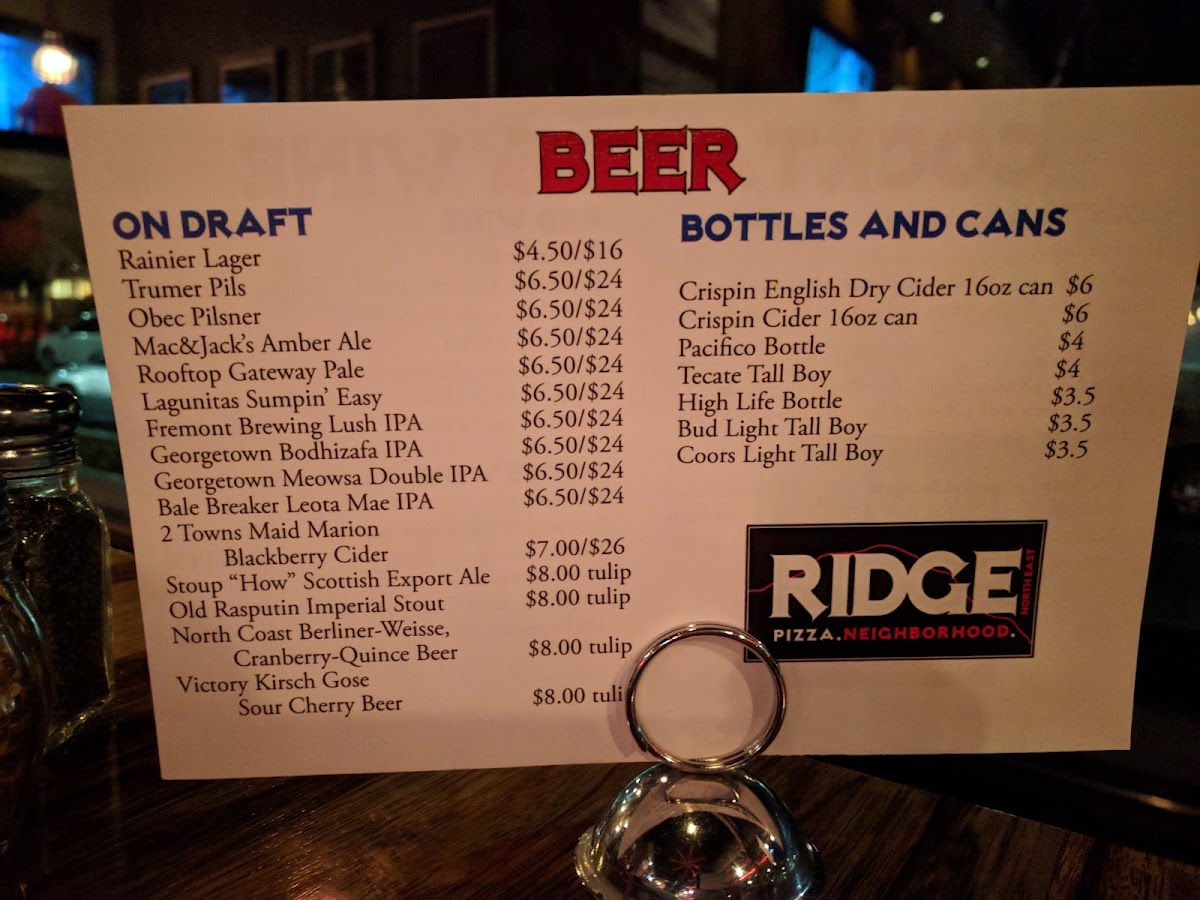 BEER
ON DRAFT
Rainier Lager $4.50/$16
Trumer Pils $6.50/$24
Obec Pilsner $6.50/$24
Mac&Jack's Amber Ale $6.50/$24
Rooftop Gateway Pale $6.50/$24
Lagunitas Sumpin' Easy $6.50/$24
Fremont Brewing Lush IPA $6.50/$24
Georgetown Bodhizafa IPA $6.50/$24
Georgetown Meowsa Double IPA $6.50/$24
Bale Breaker Leota Mae IPA $6.50/$24
2 Towns Maid Marion
Blackberry Cider $7.00/$26
Stoup "How" Scottish Export Ale $8.00 tulip
Old Rasputin Imperial Stout $8.00 tulip
North Coast Berliner-Weisse,
Cranberry-Quince Beer $8.00 tulip
Victory Kirsch Gose
Sour Cherry Beer $8.00 tuli
BOTTLES AND CANS
Crispin English Dry Cider 16oz can $6
Crispin Cider 16oz can $6
Pacifico Bottle $4
Tecate Tall Boy $4
High Life Bottle $3.5
Bud Light Tall Boy $3.5
Coors Light Tall Boy $3.5
RIDGE
NORTH EAST
PIZZA.NEIGHBORHOOD.